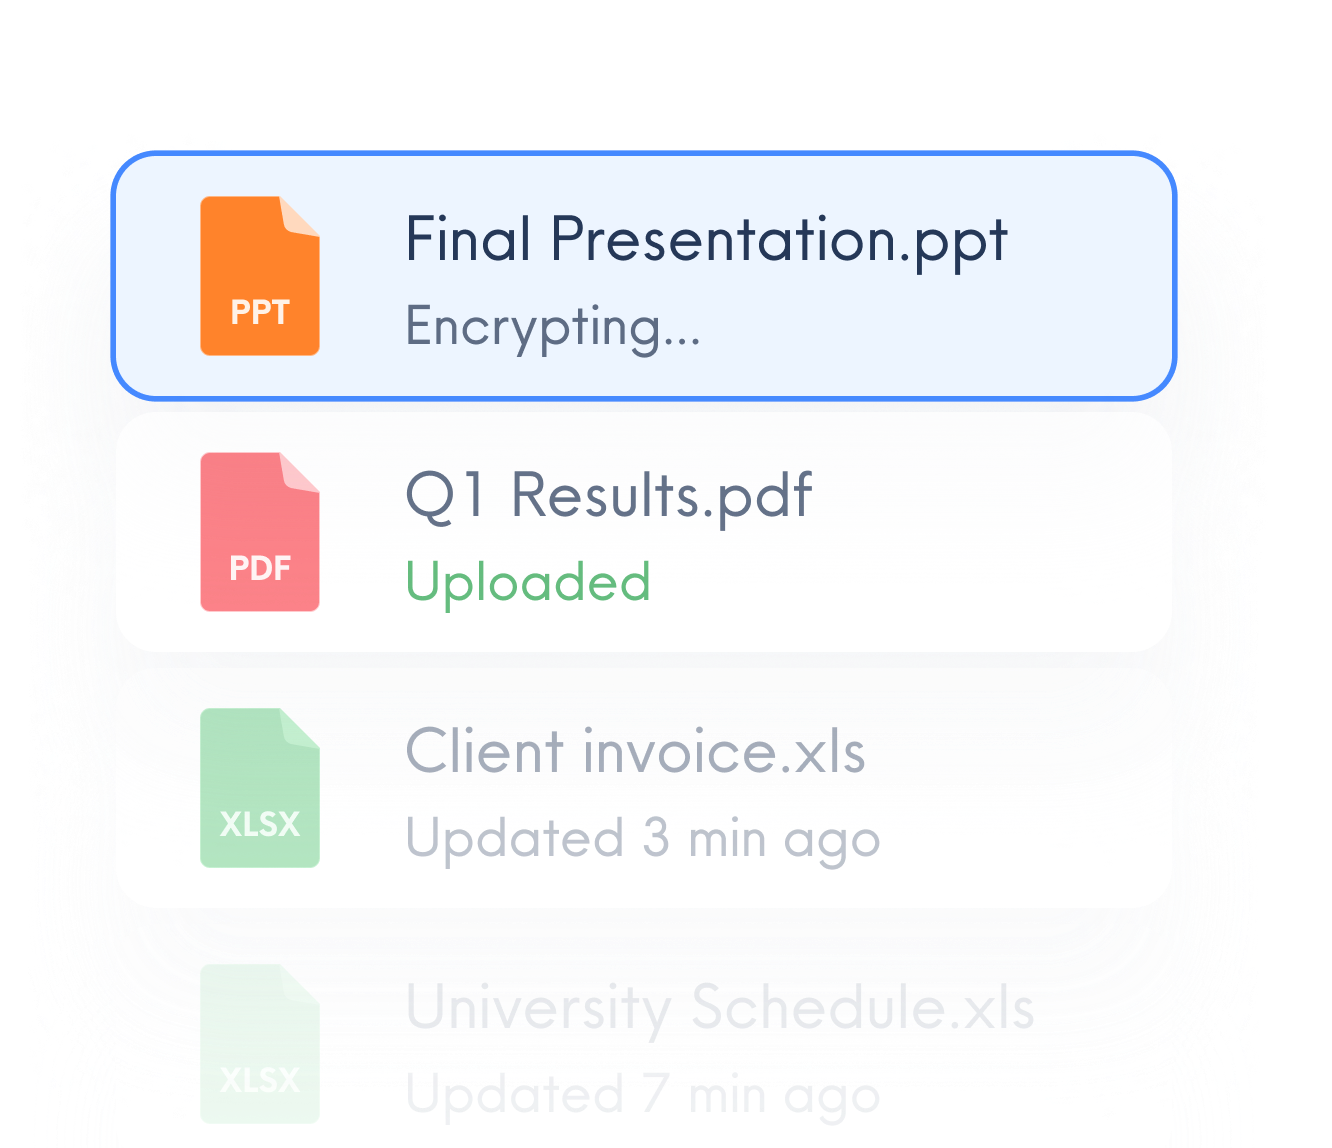 PPT
Final Presentation.ppt
Encrypting...
PDF
Q1 Results.pdf
Uploaded
XLSX
Client invoice.xls
Updated 3 min ago
XLSX
University Schedule.xls
Updated 7 min ago